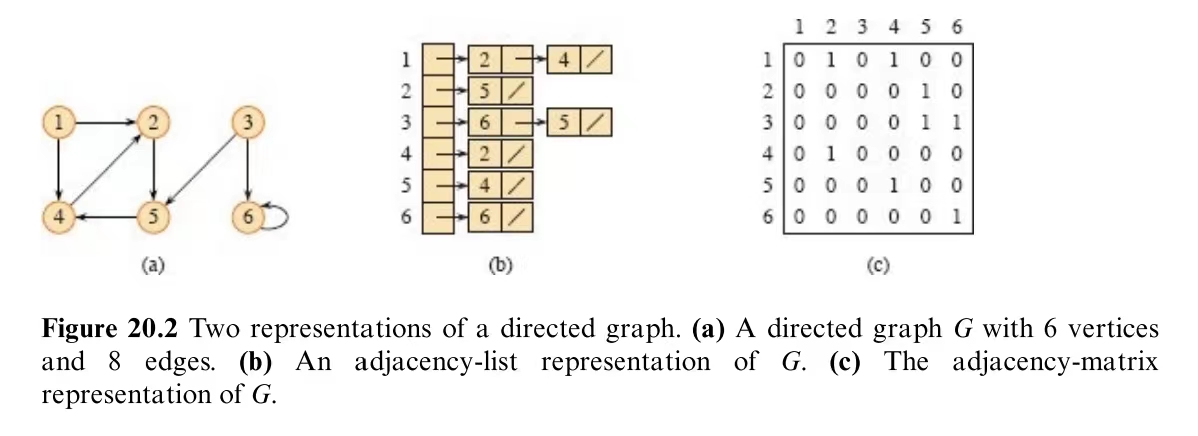 1 2 3
4 5 6
(a)
1 2 4
2 5
3 6 5
4 2
5 4
6 6
(b)
1 2 3 4 5 6
1 0 1 0 1 0 0
2 0 0 0 0 1 0
3 0 0 0 0 1 1
4 0 1 0 0 0 0
5 0 0 0 1 0 0
6 0 0 0 0 0 1
(c)
Figure 20.2 Two representations of a directed graph. (a) A directed graph G with 6 vertices
and 8 edges. (b) An adjacency-list representation of G. (c) The adjacency-matrix
representation of G.